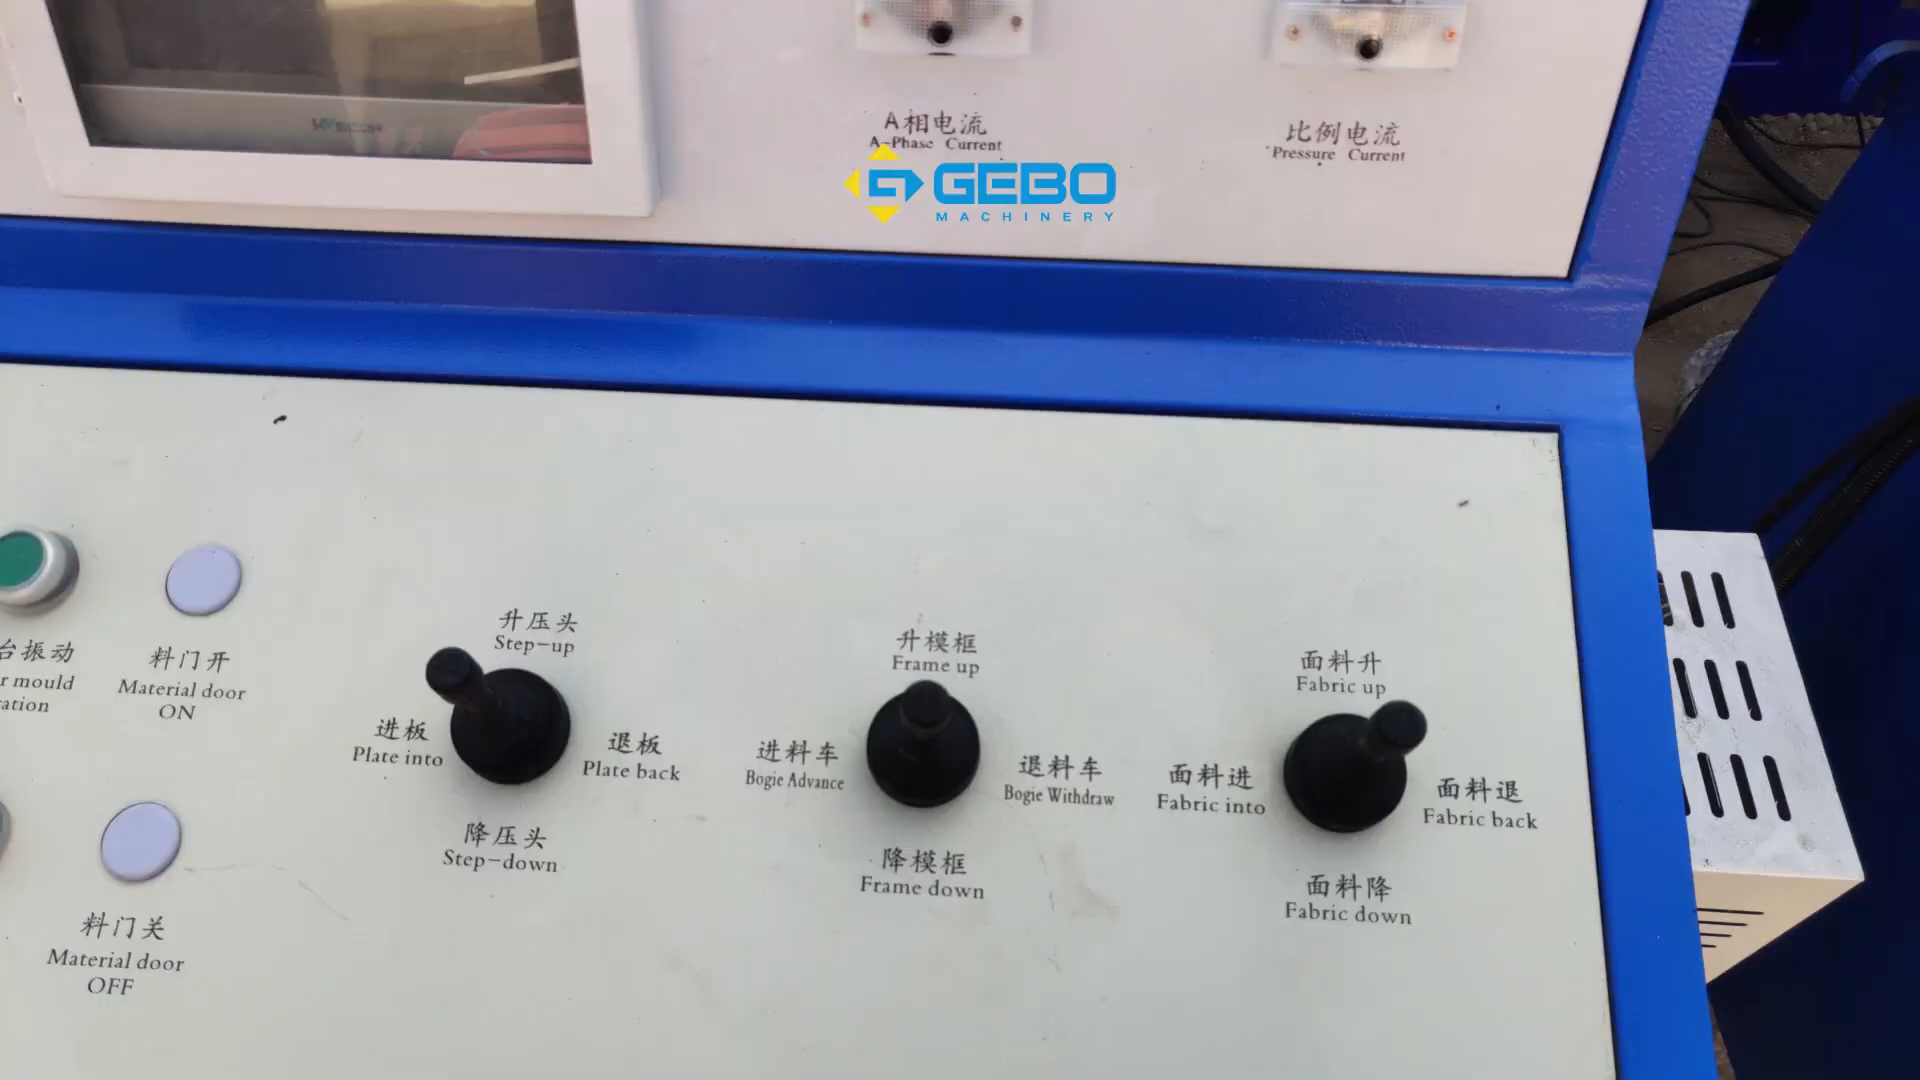 A相电流
A-Phase Current
比例电流
Pressure Current
GEBO
MACHINERY
台振动
r mould
ration
料门开
Material door
ON
升压头
Step-up
进板
Plate into
退板
Plate back
降压头
Step-down
升模框
Frame up
进料车
Bogie Advance
退料车
Bogie Withdraw
降模框
Frame down
面料升
Fabric up
面料进
Fabric into
面料退
Fabric back
面料降
Fabric down
料门关
Material door
OFF